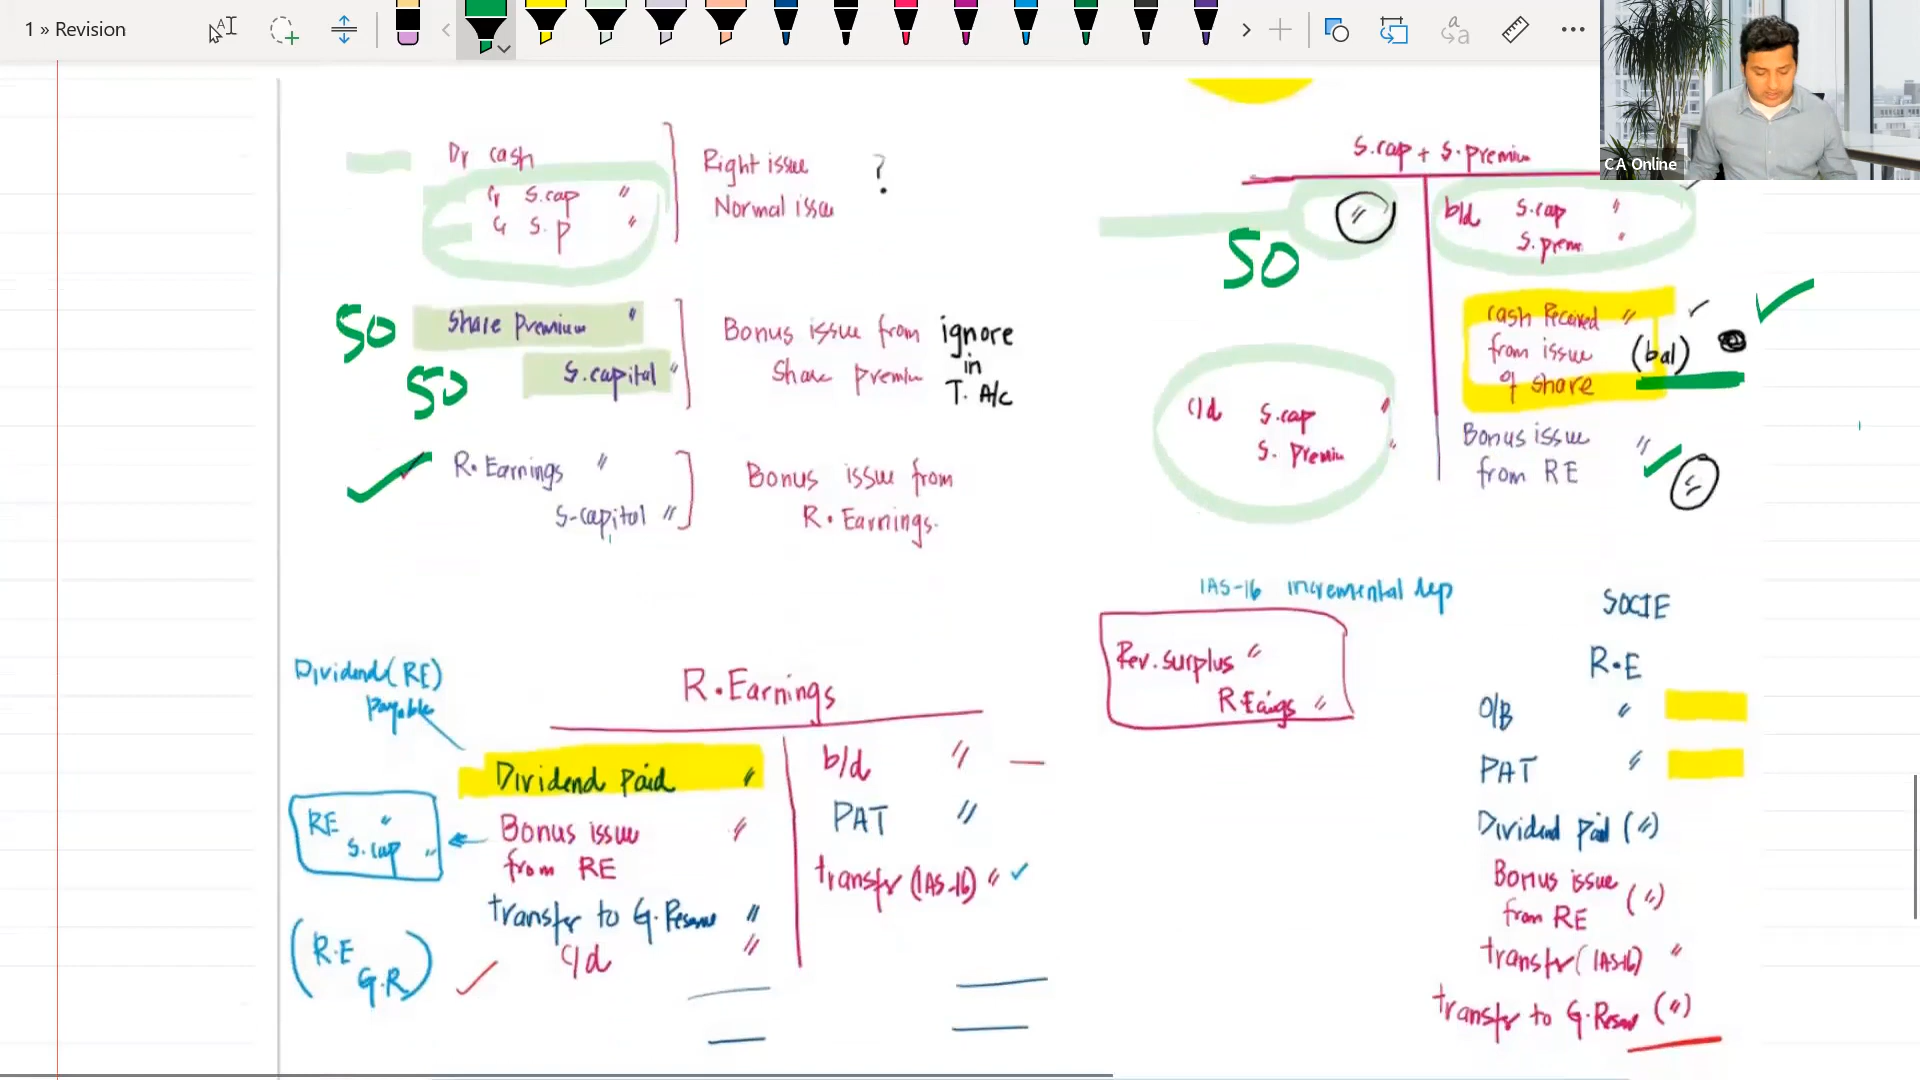 1 » Revision
CA Online
Dr cash
Cr S.cap "
Cr S.p "
Right issue
Normal issue
?
50
Share Premium "
50
S.capital "
Bonus issue from
Share premium
ignore
in
T. A/c
R.Earnings "
S-capital "
Bonus issue from
R.Earnings.
S.cap + S.premium
50
"
b/d S.cap "
S.prem. "
cash Received "
from issue (bal)
of share
c/d S.cap "
S. Premium "
Bonus issue "
from RE
IAS-16 incremental dep
Rev. surplus "
R.Eaings "
SOCIE
R.E
O/B "
PAT "
Dividend paid (")
Bonus issue
from RE (")
transfer (IAS-16) "
transfer to G.Reserve (")
Dividend (RE)
payable
R.Earnings
Dividend paid "
Bonus issue "
from RE
transfer to G.Reserve "
c/d "
b/d "
PAT "
transfer (IAS-16) "
RE "
S.cap "
(R.E
G.R)